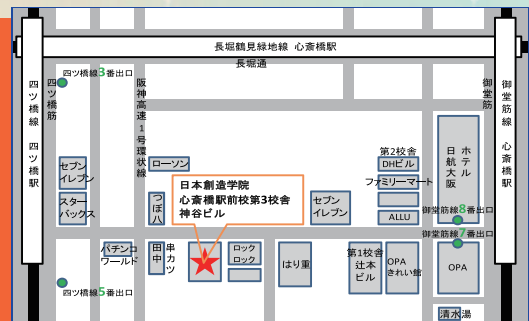 長堀鶴見緑地線 心斎橋駅
長堀通
四ツ橋線 四ツ橋駅
四ツ橋筋
四ツ橋線3番出口
阪神高速1号環状線
御堂筋
御堂筋線 心斎橋駅
セブン
イレブン
ローソン
第2校舎
DHビル
ファミリーマート
ALLU
ホテル
日航大阪
スター
バックス
つぼ八
日本創造学院
心斎橋駅前校第3校舎
神谷ビル
セブン
イレブン
御堂筋線8番出口
御堂筋線7番出口
パチンコ
ワールド
串カツ
田中
ロック
ロック
はり重
第1校舎
辻本
ビル
OPA
きれい館
OPA
四ツ橋線5番出口
清水湯